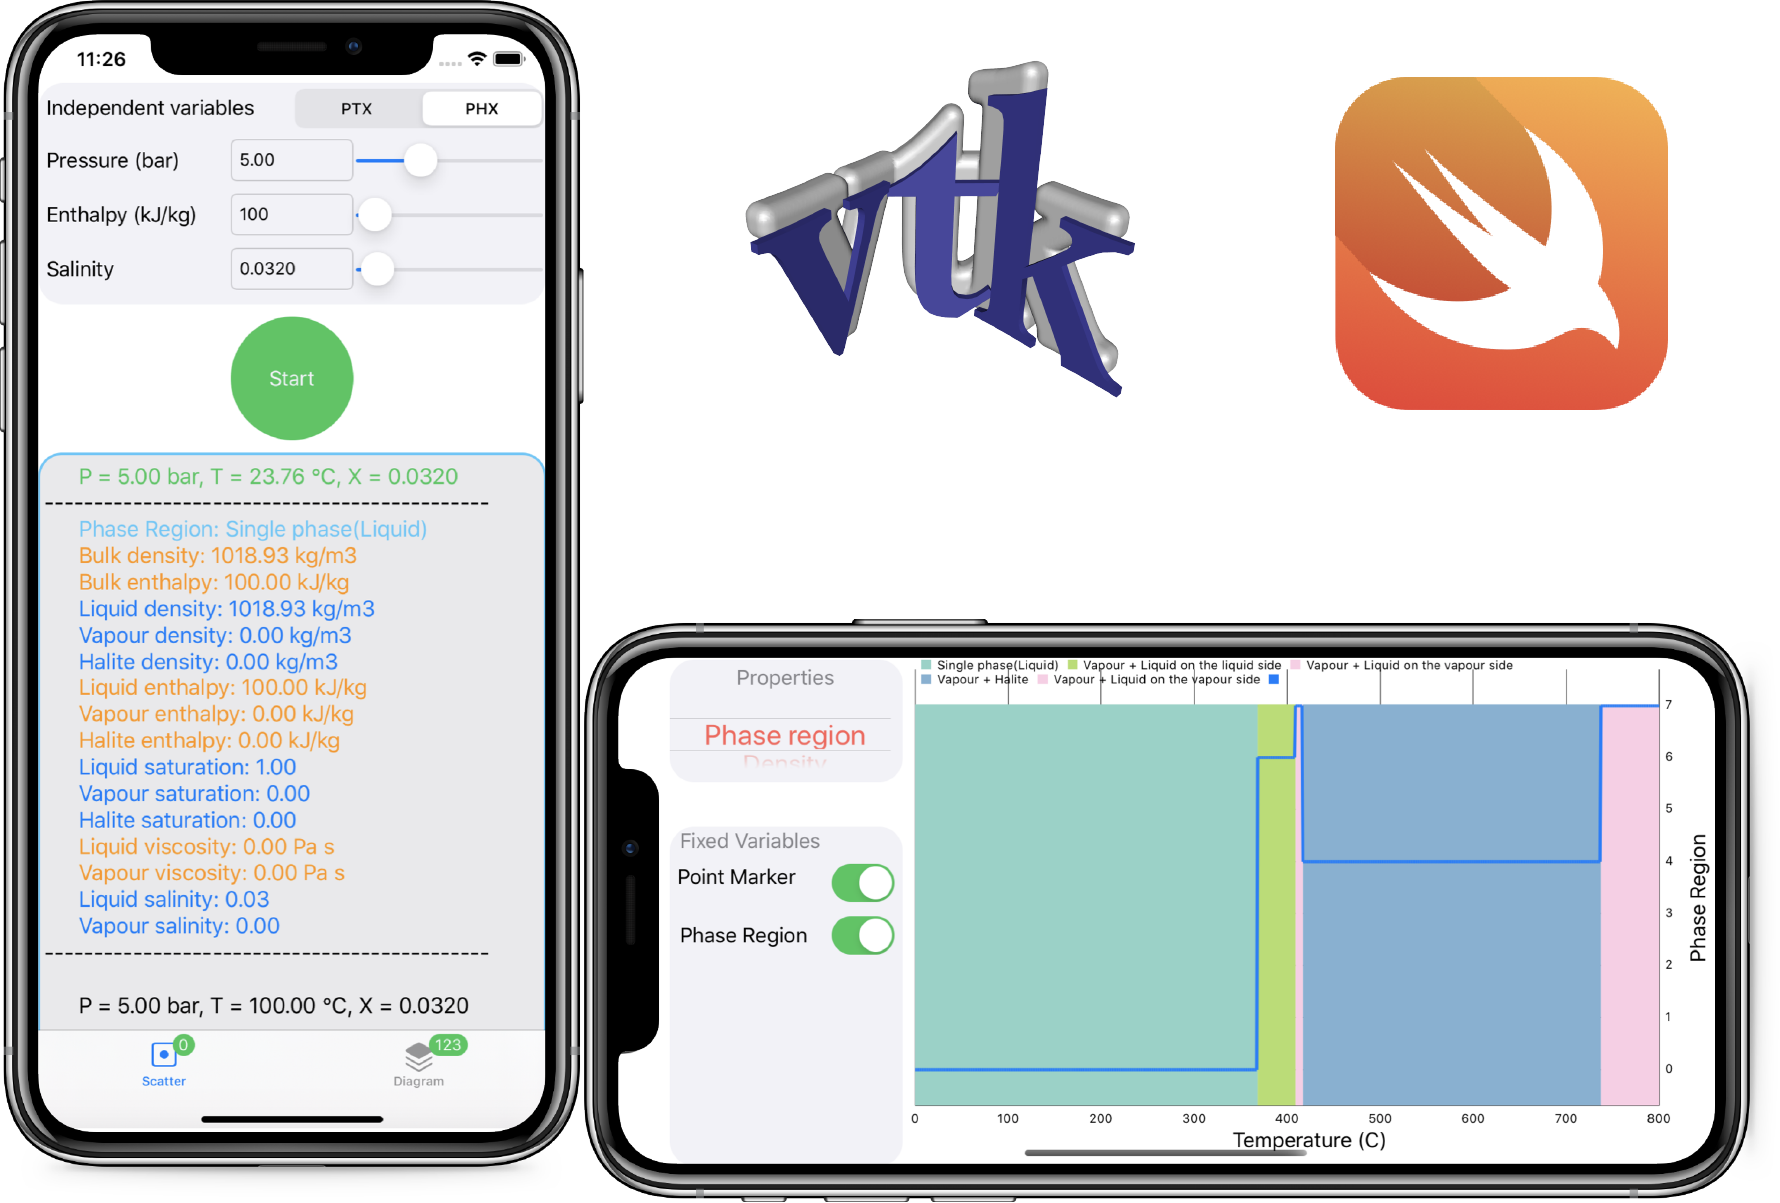 11:26
Independent variables PTX PHX
Pressure (bar) 5.00
Enthalpy (kJ/kg) 100
Salinity 0.0320
Start
P = 5.00 bar, T = 23.76 °C, X = 0.0320
Phase Region: Single phase(Liquid)
Bulk density: 1018.93 kg/m3
Bulk enthalpy: 100.00 kJ/kg
Liquid density: 1018.93 kg/m3
Vapour density: 0.00 kg/m3
Halite density: 0.00 kg/m3
Liquid enthalpy: 100.00 kJ/kg
Vapour enthalpy: 0.00 kJ/kg
Halite enthalpy: 0.00 kJ/kg
Liquid saturation: 1.00
Vapour saturation: 0.00
Halite saturation: 0.00
Liquid viscosity: 0.00 Pa s
Vapour viscosity: 0.00 Pa s
Liquid salinity: 0.03
Vapour salinity: 0.00
P = 5.00 bar, T = 100.00 °C, X = 0.0320
0
Scatter
123
Diagram
vtk
Properties
Phase region
Density
Fixed Variables
Point Marker
Phase Region
Single phase(Liquid) Vapour + Liquid on the liquid side Vapour + Liquid on the vapour side
Vapour + Halite Vapour + Liquid on the vapour side
7
6
5
4
3
2
1
0
Phase Region
0 100 200 300 400 500 600 700 800
Temperature (C)